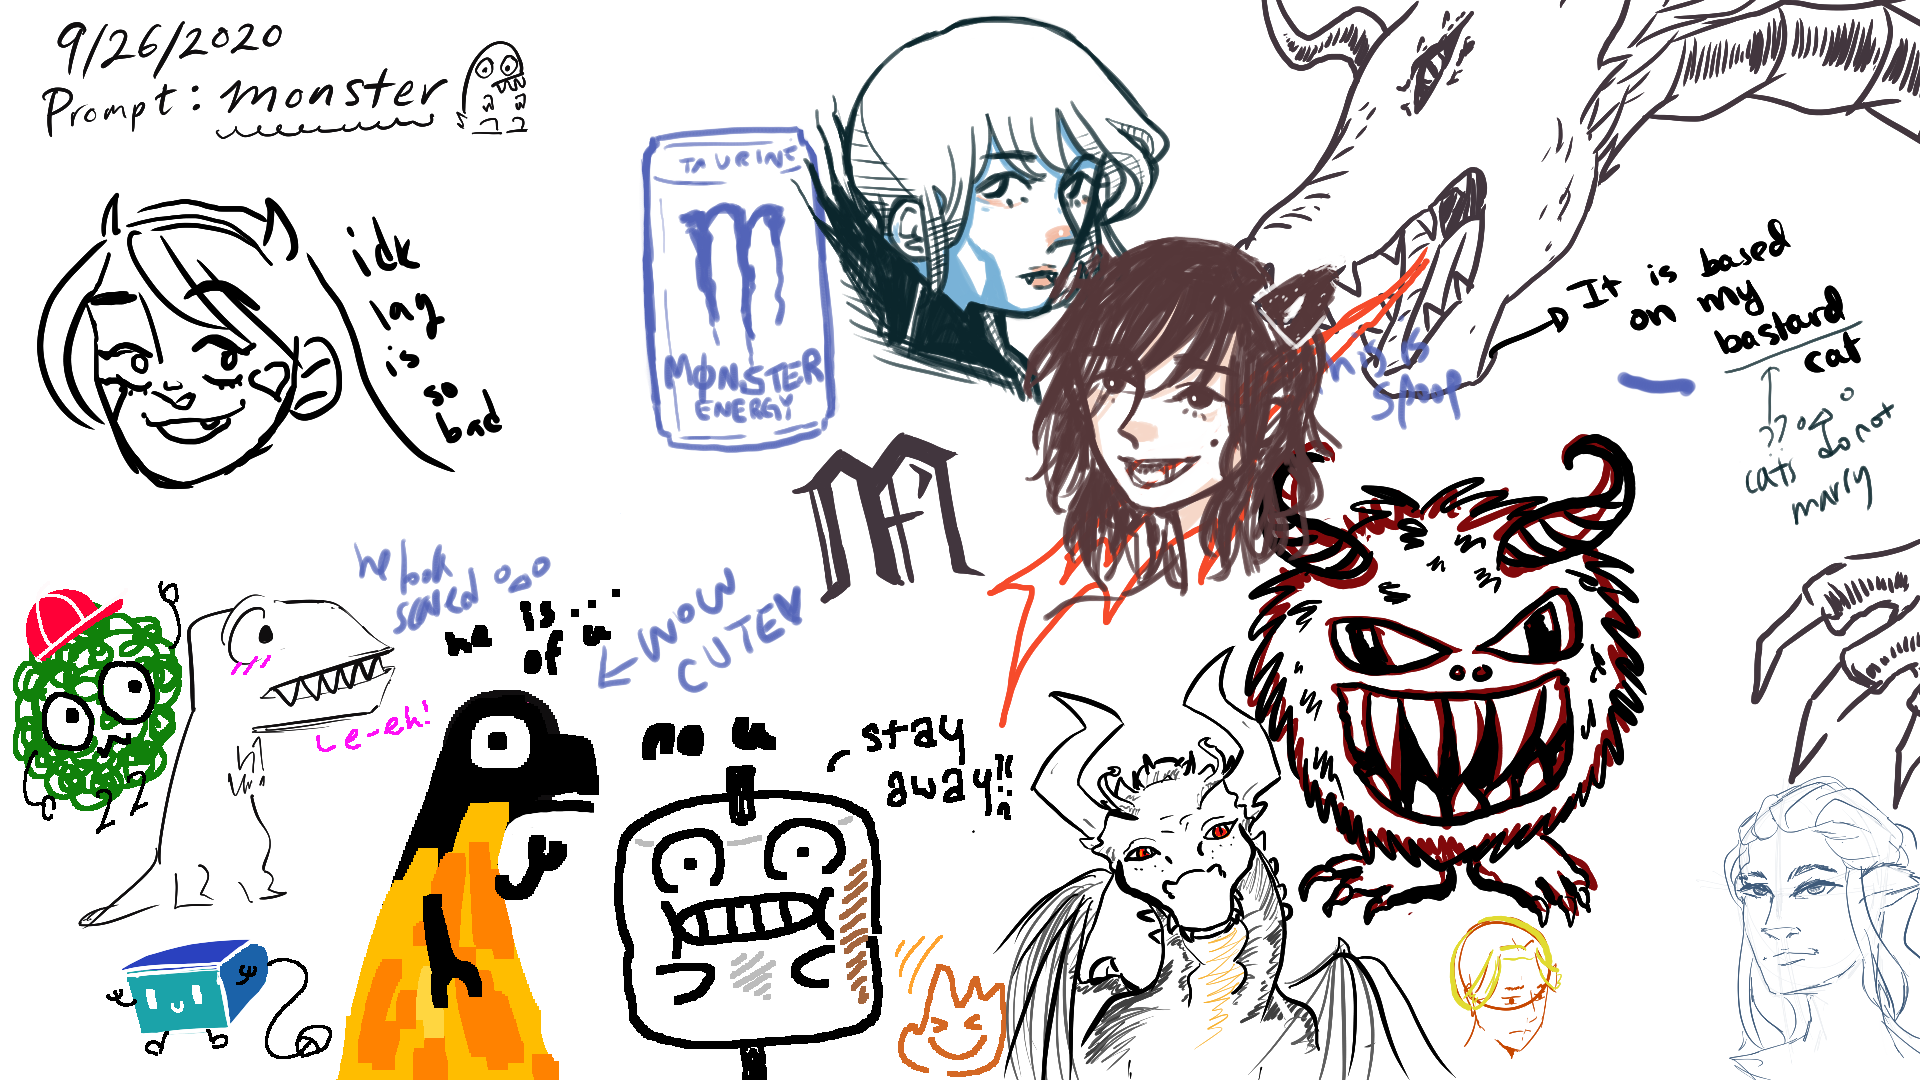 9/26/2020
Prompt: monster
idk
lag
is
so
bad
TAURINE
M
MONSTER
ENERGY
M
It is based
on my
bastard
cat
??
cats do not
marry
he look
scared ooo
he is...
of u
WOW
CUTE
e-eh!
no u
stay
away!!